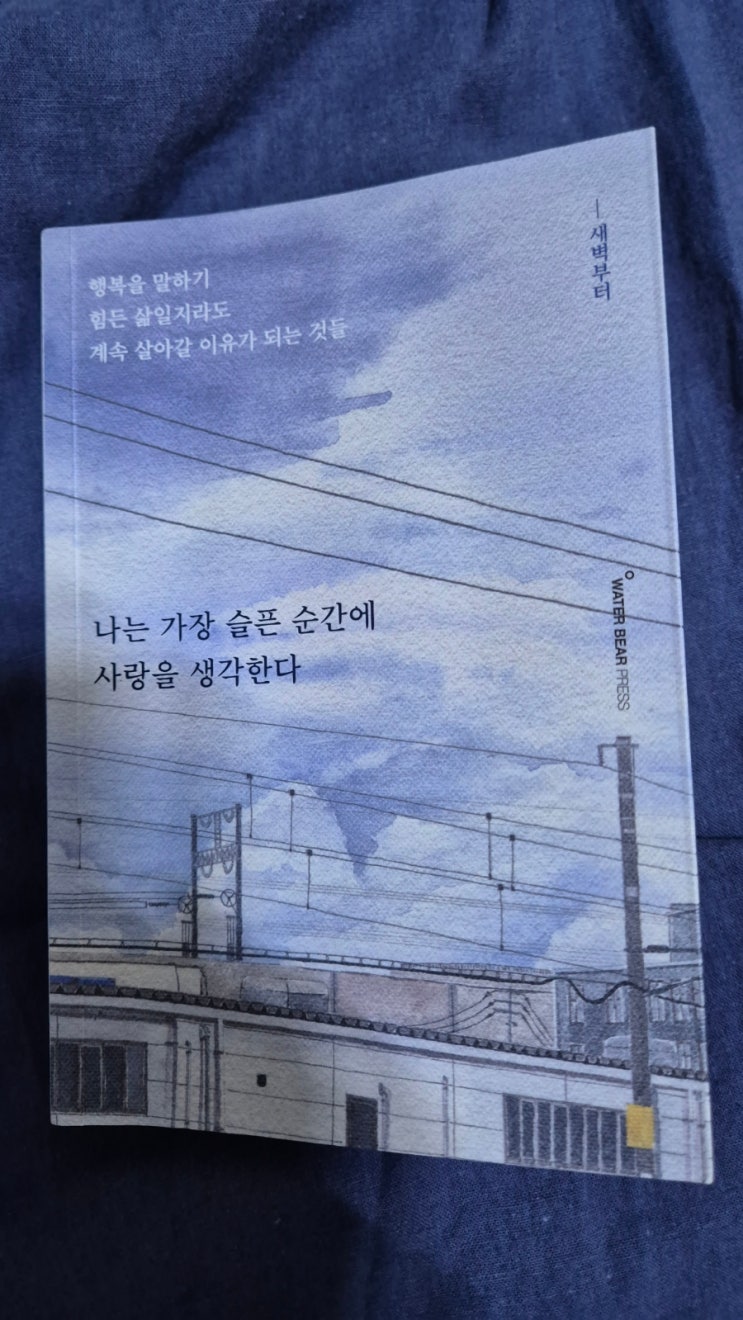 행복을 말하기
힘든 삶일지라도
계속 살아갈 이유가 되는 것들
— 새벽부터
나는 가장 슬픈 순간에
사랑을 생각한다
WATER BEAR PRESS